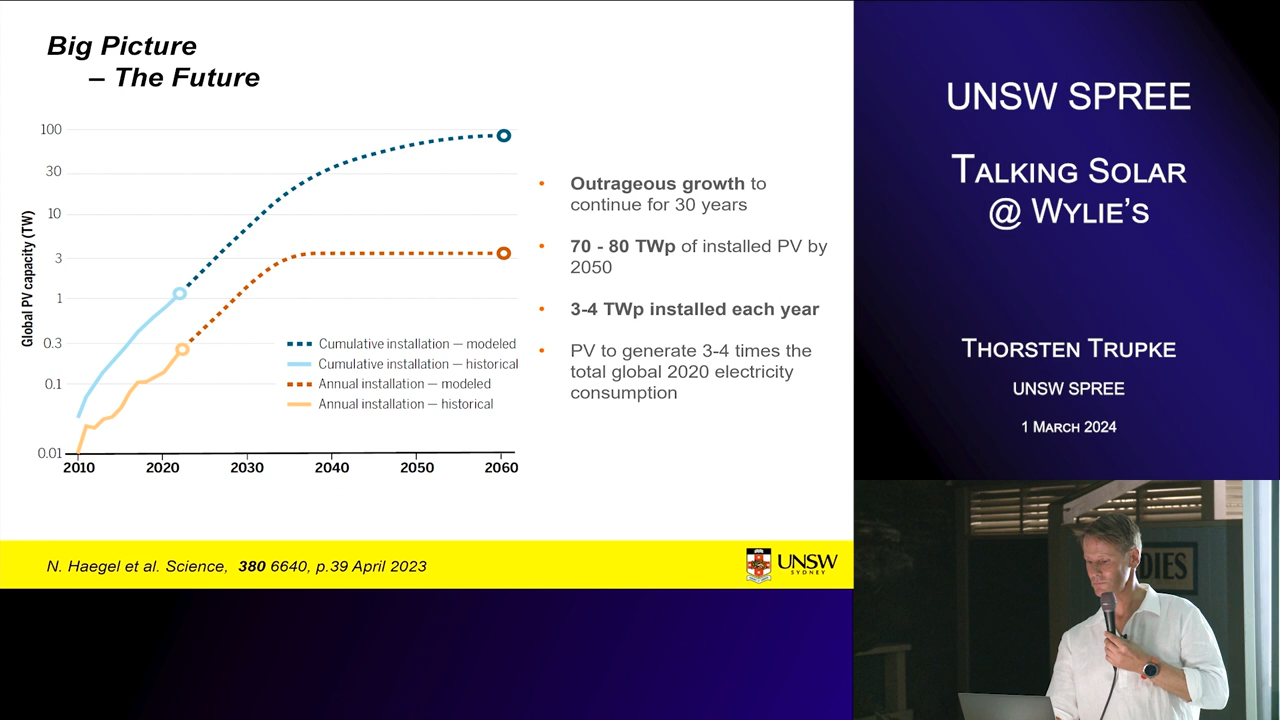 Big Picture
– The Future
Global PV capacity (TW)
100
30
10
3
1
0.3
0.1
0.01
2010 2020 2030 2040 2050 2060
Cumulative installation — modeled
Cumulative installation — historical
Annual installation — modeled
Annual installation — historical
• Outrageous growth to
continue for 30 years
• 70 - 80 TWp of installed PV by
2050
• 3-4 TWp installed each year
• PV to generate 3-4 times the
total global 2020 electricity
consumption
N. Haegel et al. Science, 380 6640, p.39 April 2023
UNSW
SYDNEY
UNSW SPREE
Talking Solar
@ Wylie's
Thorsten Trupke
UNSW SPREE
1 March 2024
DIES